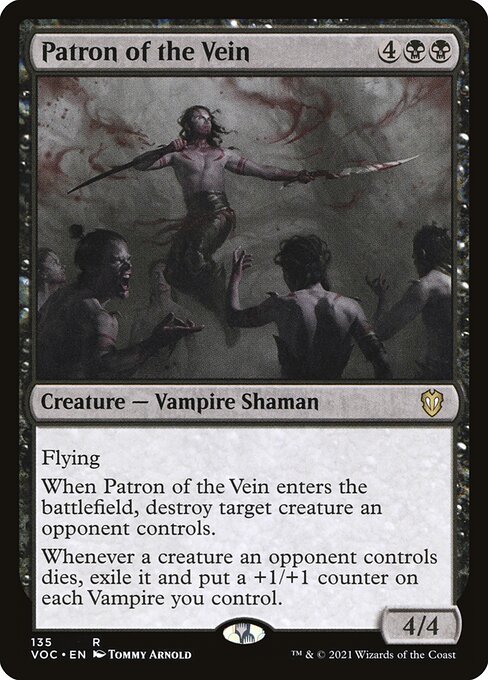 Patron of the Vein 4
Creature — Vampire Shaman
Flying
When Patron of the Vein enters the
battlefield, destroy target creature an
opponent controls.
Whenever a creature an opponent controls
dies, exile it and put a +1/+1 counter on
each Vampire you control.
4/4
135 R
VOC • EN Tommy Arnold
™ & © 2021 Wizards of the Coast